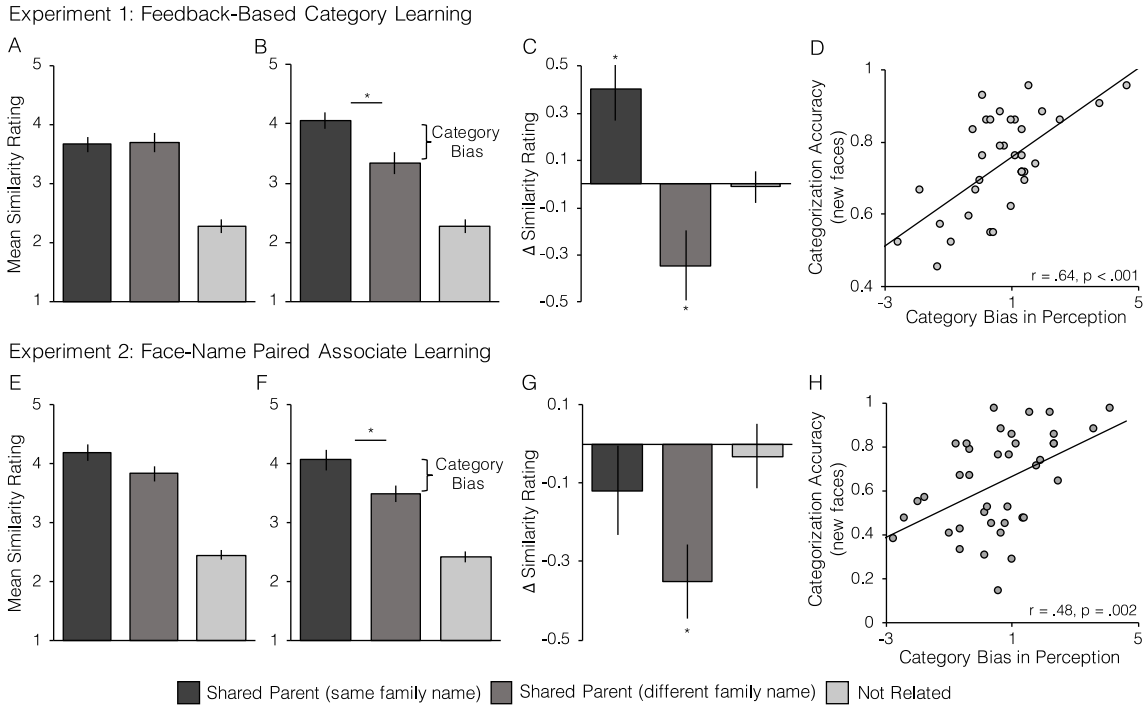 Experiment 1: Feedback-Based Category Learning
A
B
C
D
Mean Similarity Rating
5
4
3
2
1
5
4
3
2
1
*
Category
Bias
Δ Similarity Rating
0.5
0.3
0.1
-0.1
-0.3
-0.5
*
*
Categorization Accuracy
(new faces)
1
0.8
0.6
0.4
r = .64, p < .001
-3
1
5
Category Bias in Perception
Experiment 2: Face-Name Paired Associate Learning
E
F
G
H
Mean Similarity Rating
5
4
3
2
1
5
4
3
2
1
*
Category
Bias
Δ Similarity Rating
0.1
-0.1
-0.3
-0.5
*
Categorization Accuracy
(new faces)
1
0.8
0.6
0.4
0.2
0
r = .48, p = .002
-3
1
5
Category Bias in Perception
Shared Parent (same family name)
Shared Parent (different family name)
Not Related